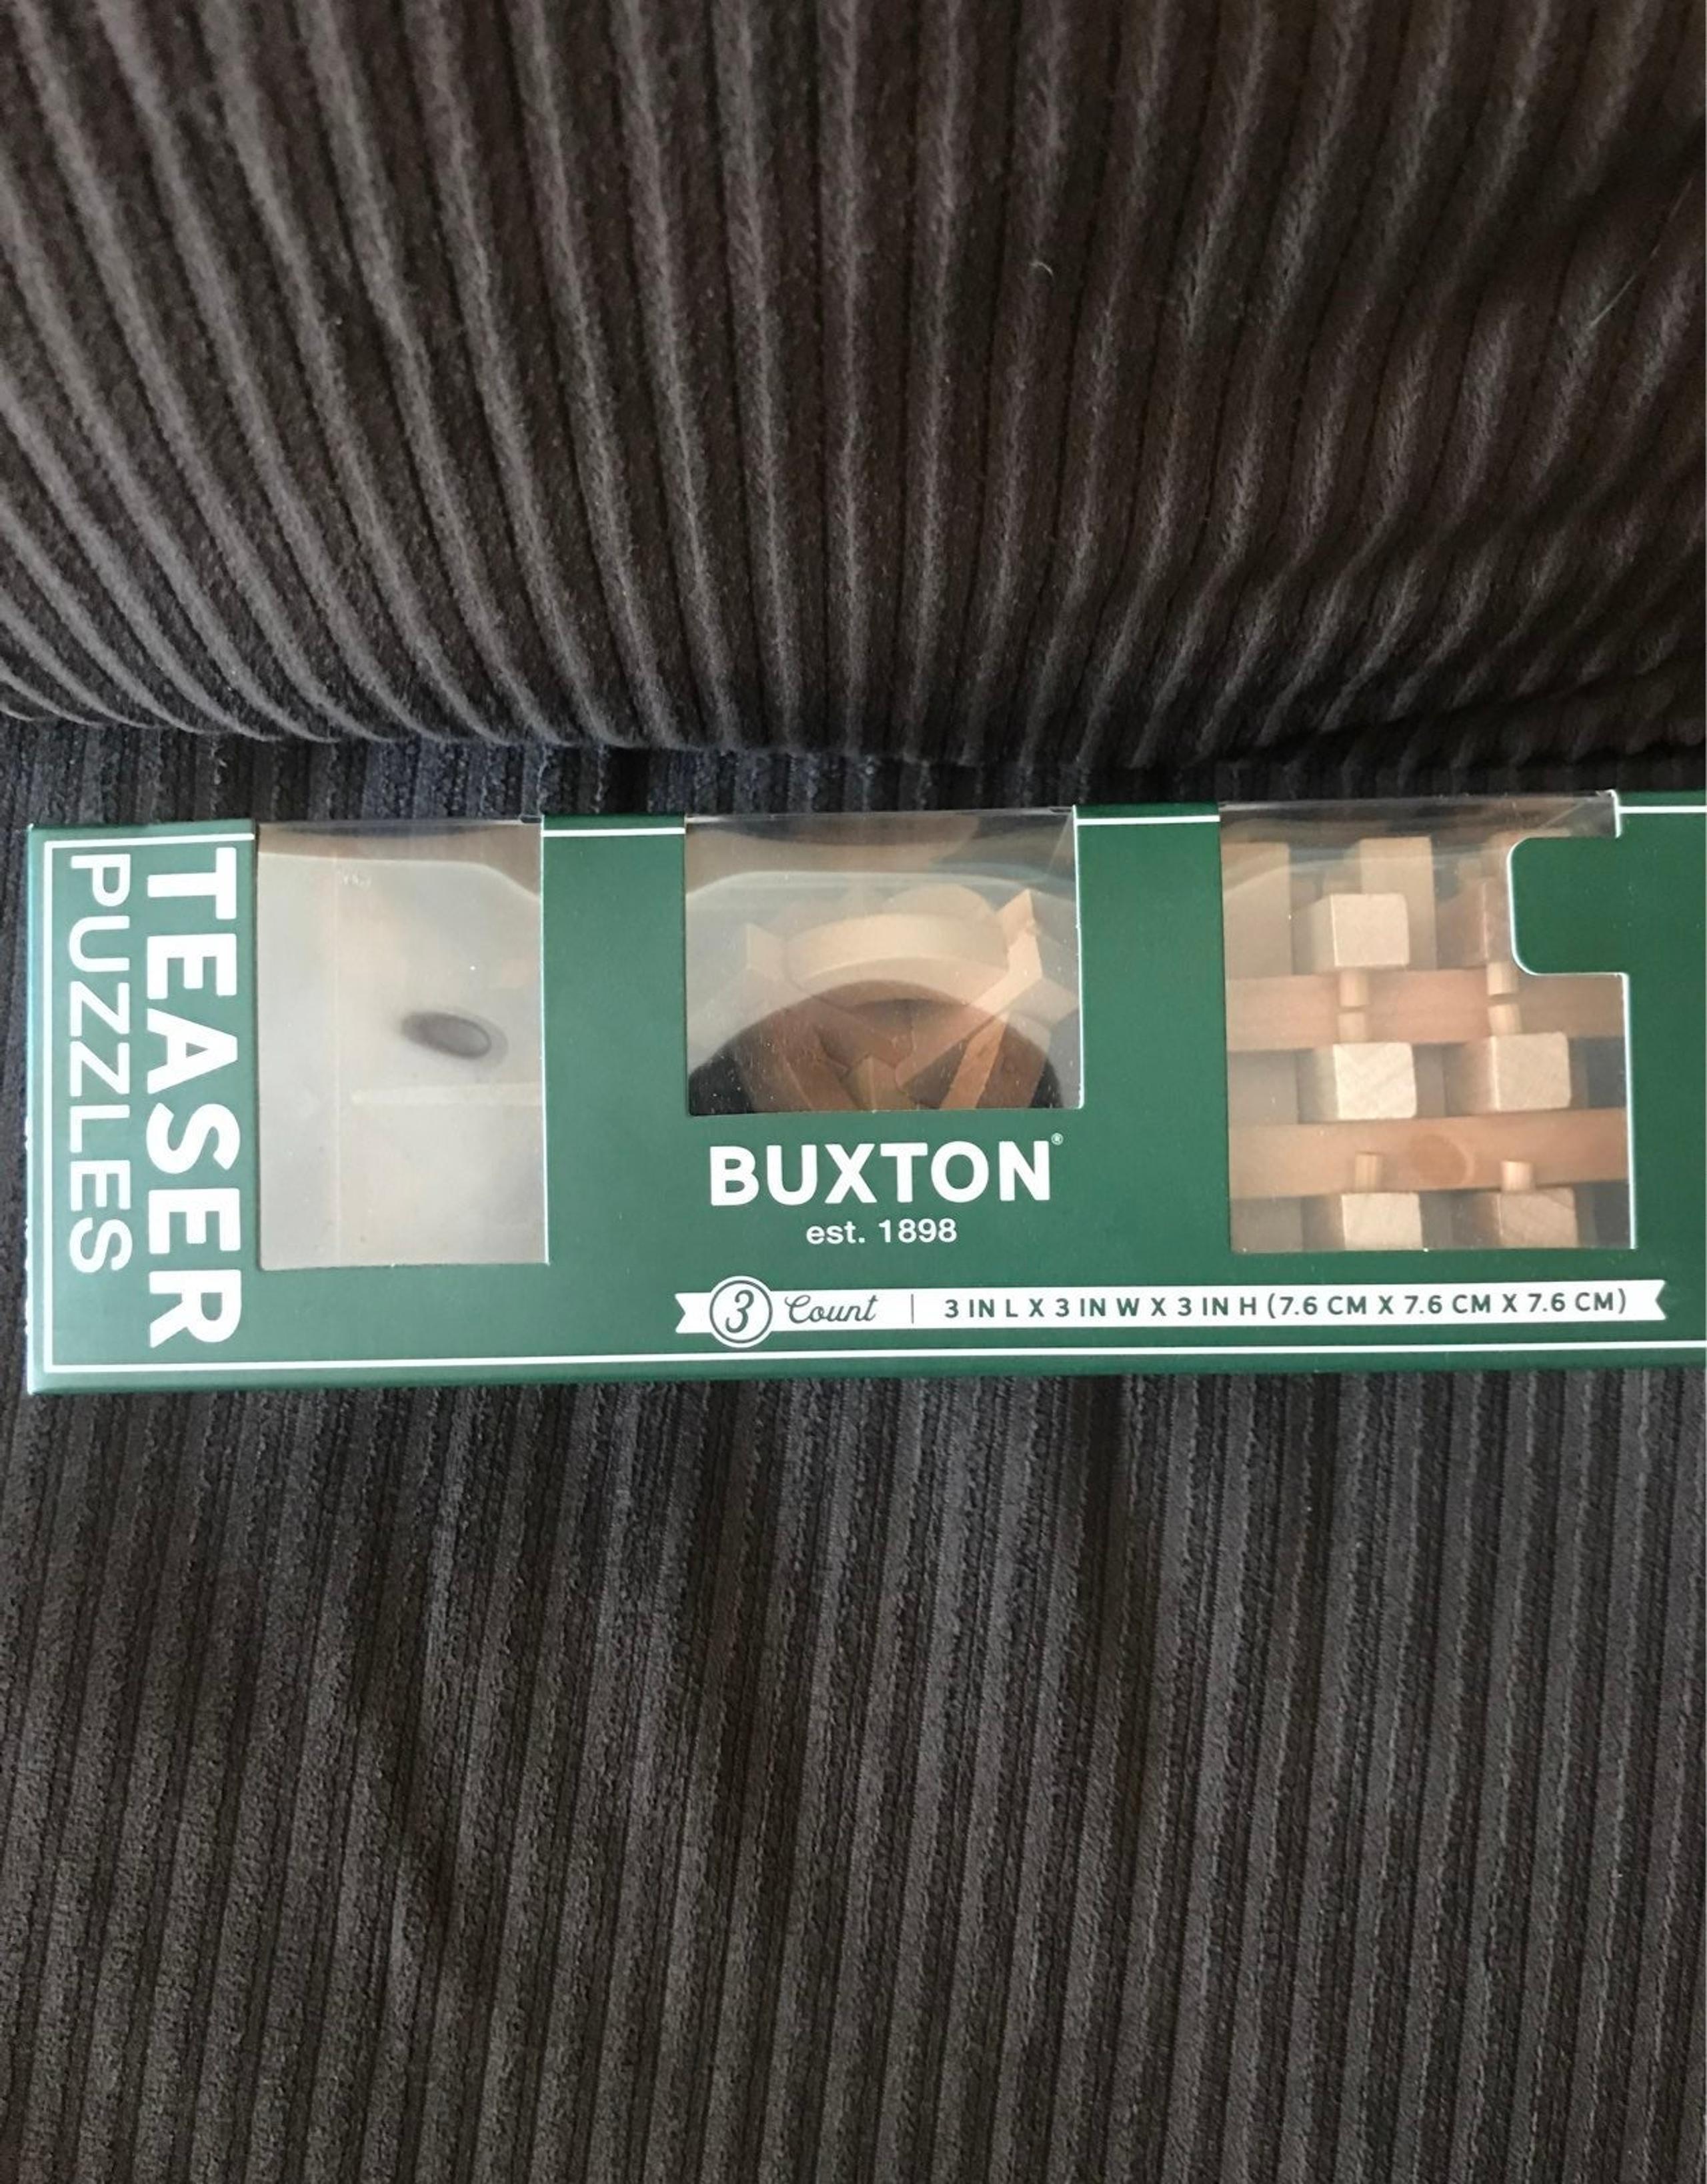 TEASER
PUZZLES
BUXTON®
est. 1898
3 Count | 3 IN L X 3 IN W X 3 IN H (7.6 CM X 7.6 CM X 7.6 CM)